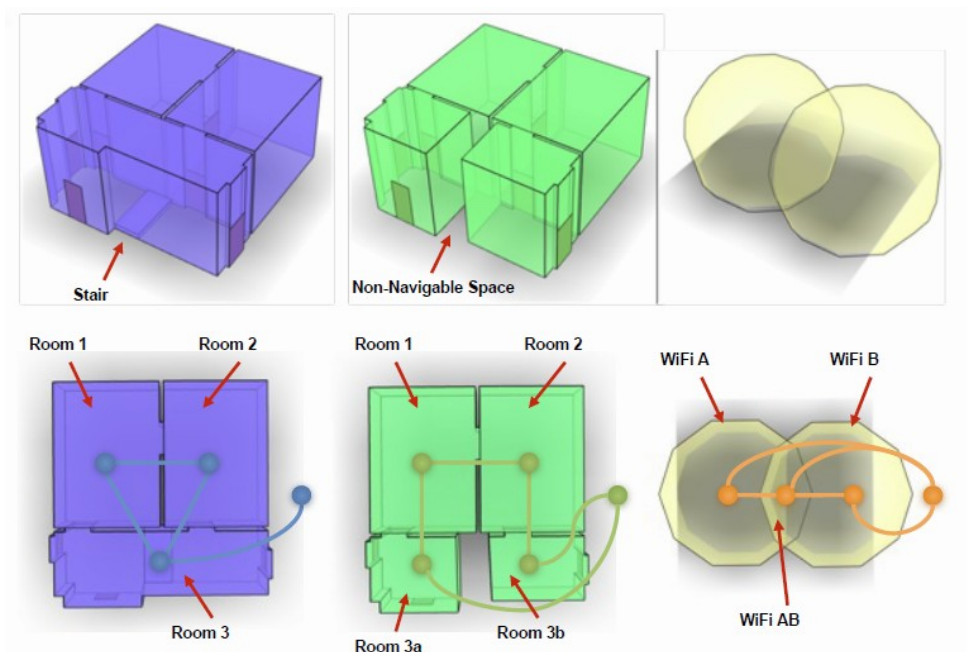 Stair
Non-Navigable Space
Room 1
Room 2
Room 1
Room 2
WiFi A
WiFi B
Room 3
Room 3a
Room 3b
WiFi AB